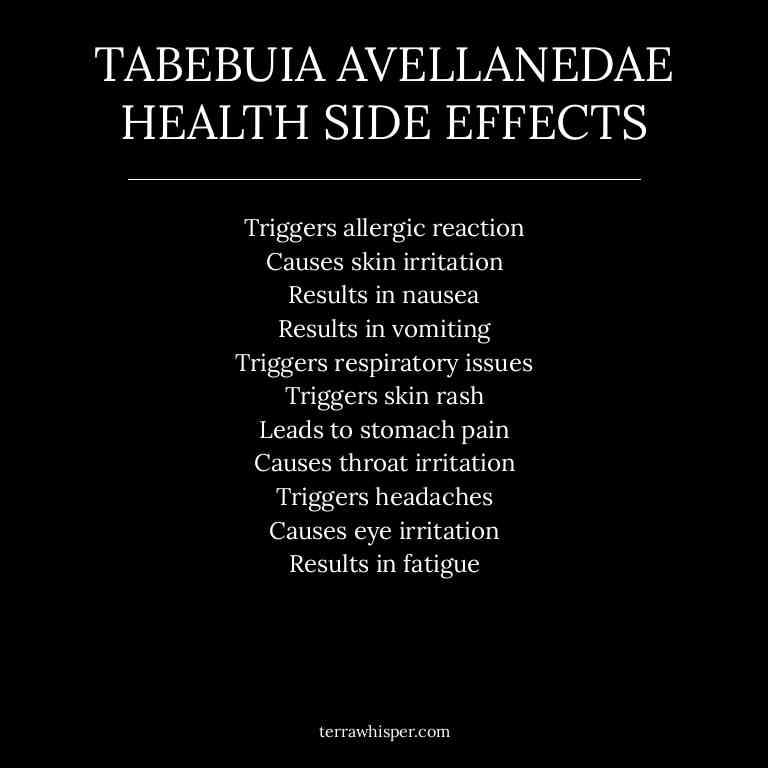 TABEBUIA AVELLANEDAE
HEALTH SIDE EFFECTS
Triggers allergic reaction
Causes skin irritation
Results in nausea
Results in vomiting
Triggers respiratory issues
Triggers skin rash
Leads to stomach pain
Causes throat irritation
Triggers headaches
Causes eye irritation
Results in fatigue
terrawhisper.com